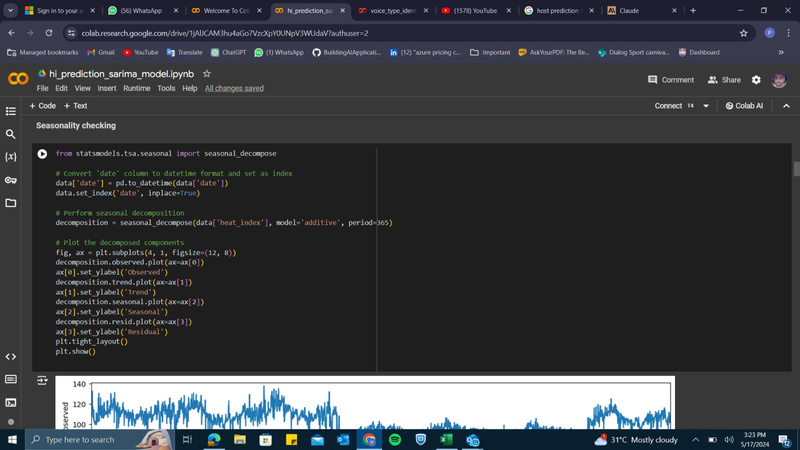 Sign in to your a
(56) WhatsApp
Welcome To Cola
hi_prediction_sa
voice_type_ident
(1578) YouTube
host prediction
Claude
colab.research.google.com/drive/1jAlJCAM3hu4aGo7VzcXpY0UNpV3WUdaV?authuser=2
Managed bookmarks
Gmail
YouTube
Translate
ChatGPT
(1) WhatsApp
BuildingAIApplicatio...
"azure pricing c...
Important
AskYourPDF: The Be...
Dialog Sport carniva...
Dashboard
hi_prediction_sarima_model.ipynb
File Edit View Insert Runtime Tools Help All changes saved
Comment
Share
+ Code + Text
Connect 14
Colab AI
Seasonality checking
from statsmodels.tsa.seasonal import seasonal_decompose
# Convert 'date' column to datetime format and set as index
data['date'] = pd.to_datetime(data['date'])
data.set_index('date', inplace=True)
# Perform seasonal decomposition
decomposition = seasonal_decompose(data['heat_index'], model='additive', period=365)
# Plot the decomposed components
fig, ax = plt.subplots(4, 1, figsize=(12, 8))
decomposition.observed.plot(ax=ax[0])
ax[0].set_ylabel('Observed')
decomposition.trend.plot(ax=ax[1])
ax[1].set_ylabel('Trend')
decomposition.seasonal.plot(ax=ax[2])
ax[2].set_ylabel('Seasonal')
decomposition.resid.plot(ax=ax[3])
ax[3].set_ylabel('Residual')
plt.tight_layout()
plt.show()
140
120
100
served
Type here to search
31°C Mostly cloudy
3:23 PM
5/17/2024
12